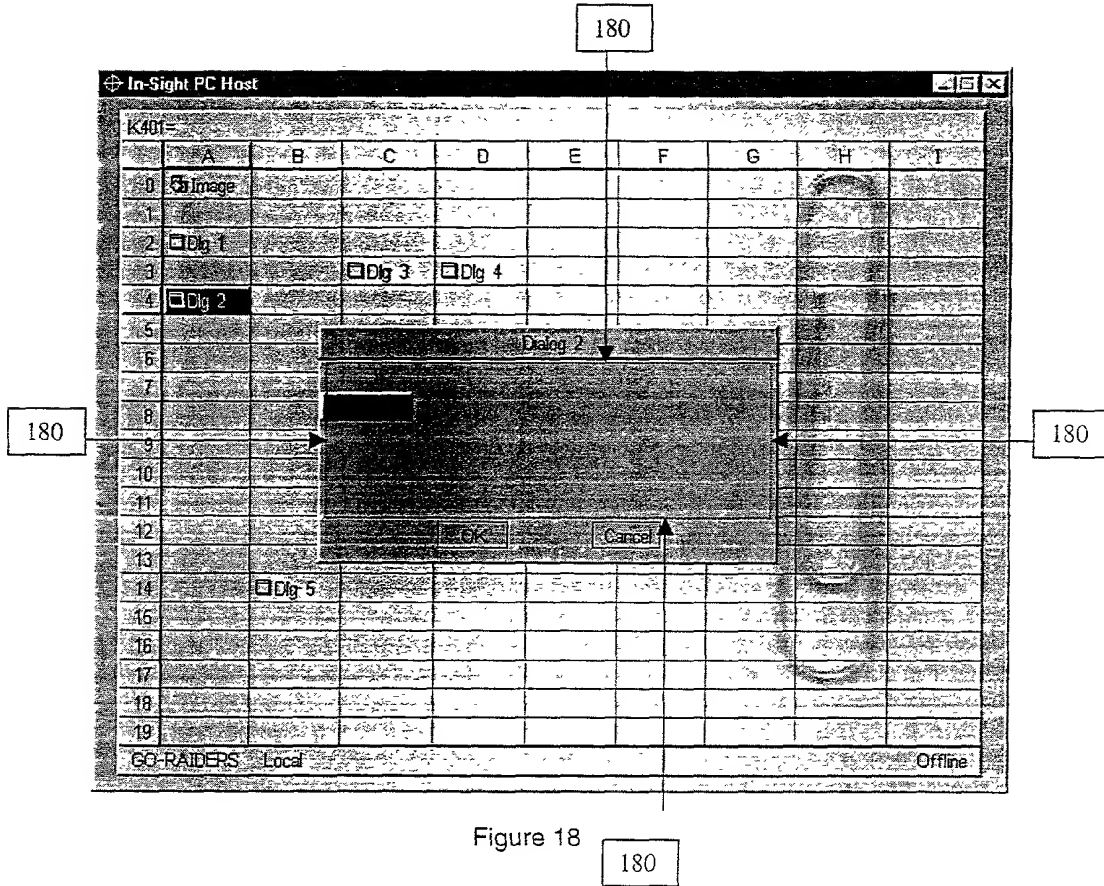 180
In-Sight PC Host
K401=
A B C D E F G H I
0 Image
1
2 Dlg 1
3 Dlg 3 Dlg 4
4 Dlg 2
5
Dialog 2
6
7
8
180 180
9
10
11
12 OK Cancel
13
14 Dlg 5
15
16
17
18
19
GO-RAIDERS Local Offline
Figure 18
180